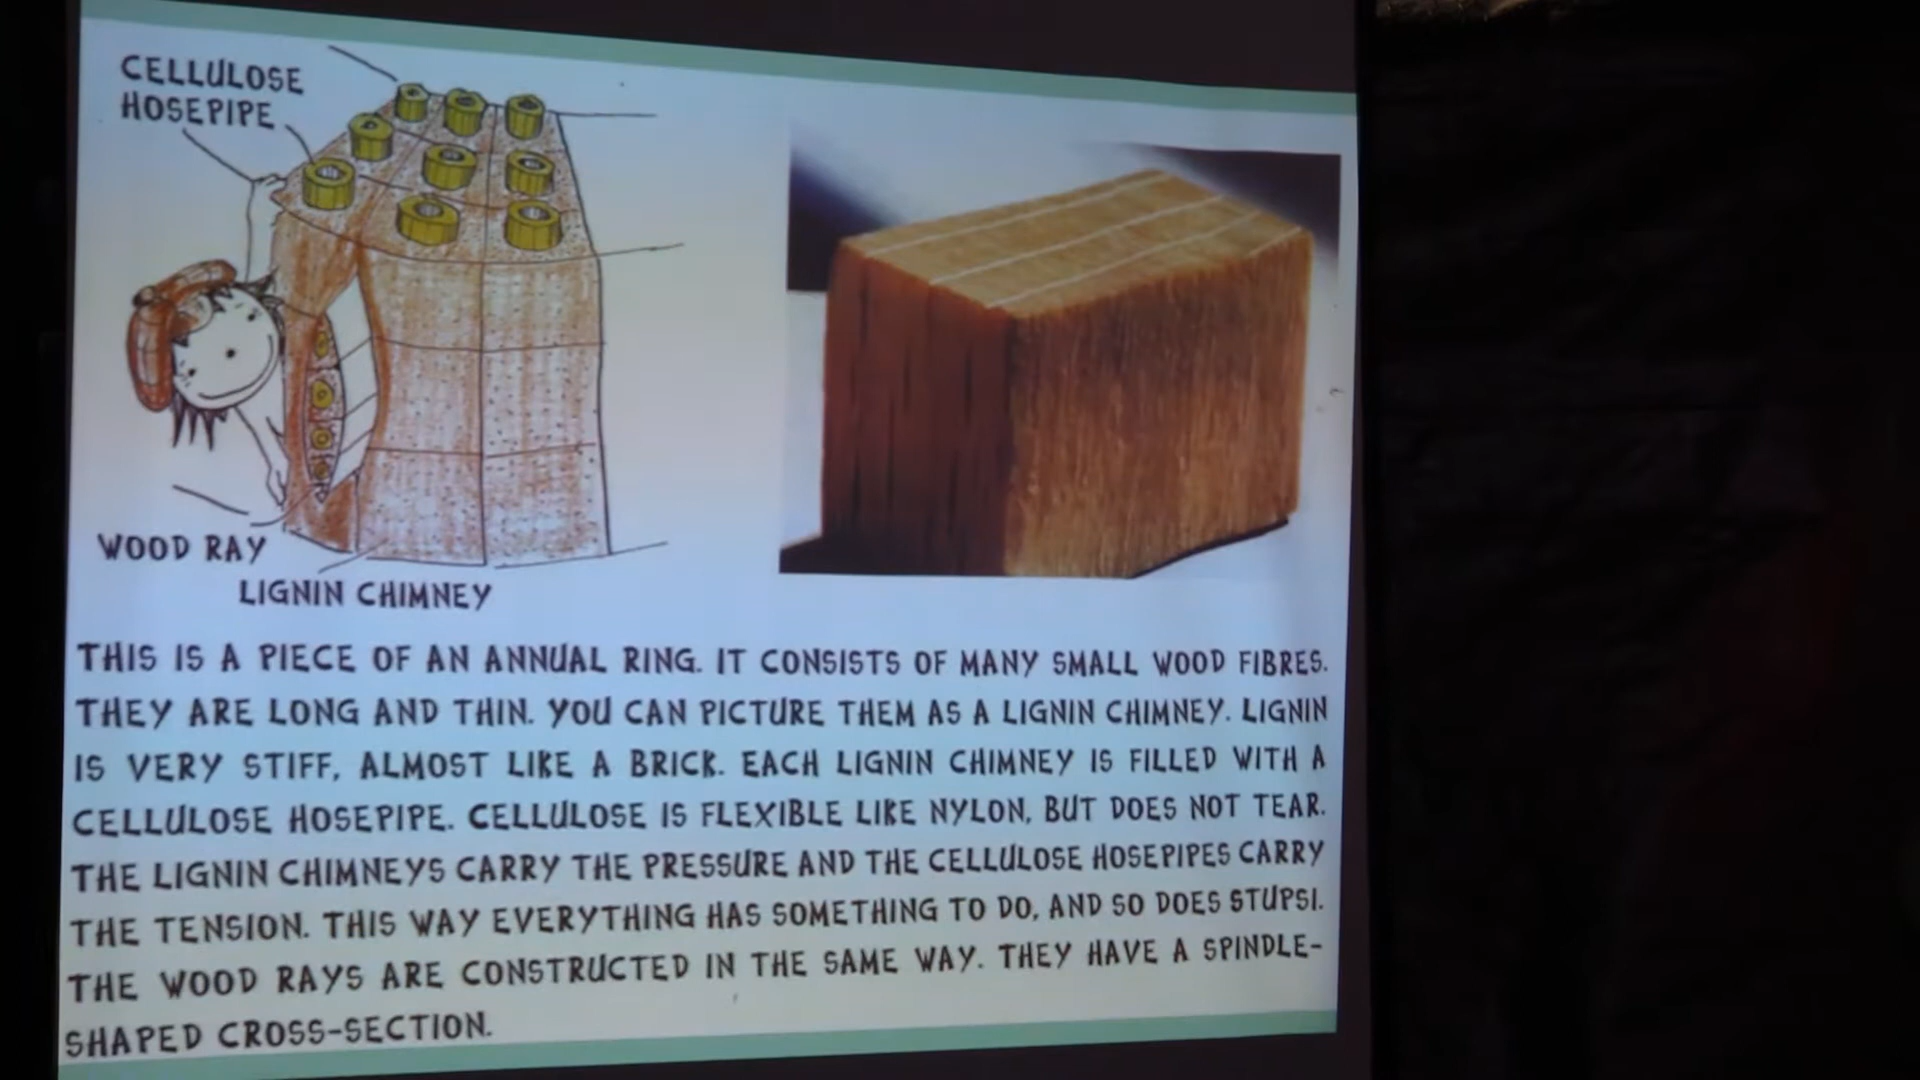 CELLULOSE
HOSEPIPE
WOOD RAY
LIGNIN CHIMNEY
THIS IS A PIECE OF AN ANNUAL RING. IT CONSISTS OF MANY SMALL WOOD FIBRES.
THEY ARE LONG AND THIN. YOU CAN PICTURE THEM AS A LIGNIN CHIMNEY. LIGNIN
IS VERY STIFF, ALMOST LIKE A BRICK. EACH LIGNIN CHIMNEY IS FILLED WITH A
CELLULOSE HOSEPIPE. CELLULOSE IS FLEXIBLE LIKE NYLON, BUT DOES NOT TEAR.
THE LIGNIN CHIMNEYS CARRY THE PRESSURE AND THE CELLULOSE HOSEPIPES CARRY
THE TENSION. THIS WAY EVERYTHING HAS SOMETHING TO DO, AND SO DOES STUPSI.
THE WOOD RAYS ARE CONSTRUCTED IN THE SAME WAY. THEY HAVE A SPINDLE-
SHAPED CROSS-SECTION.